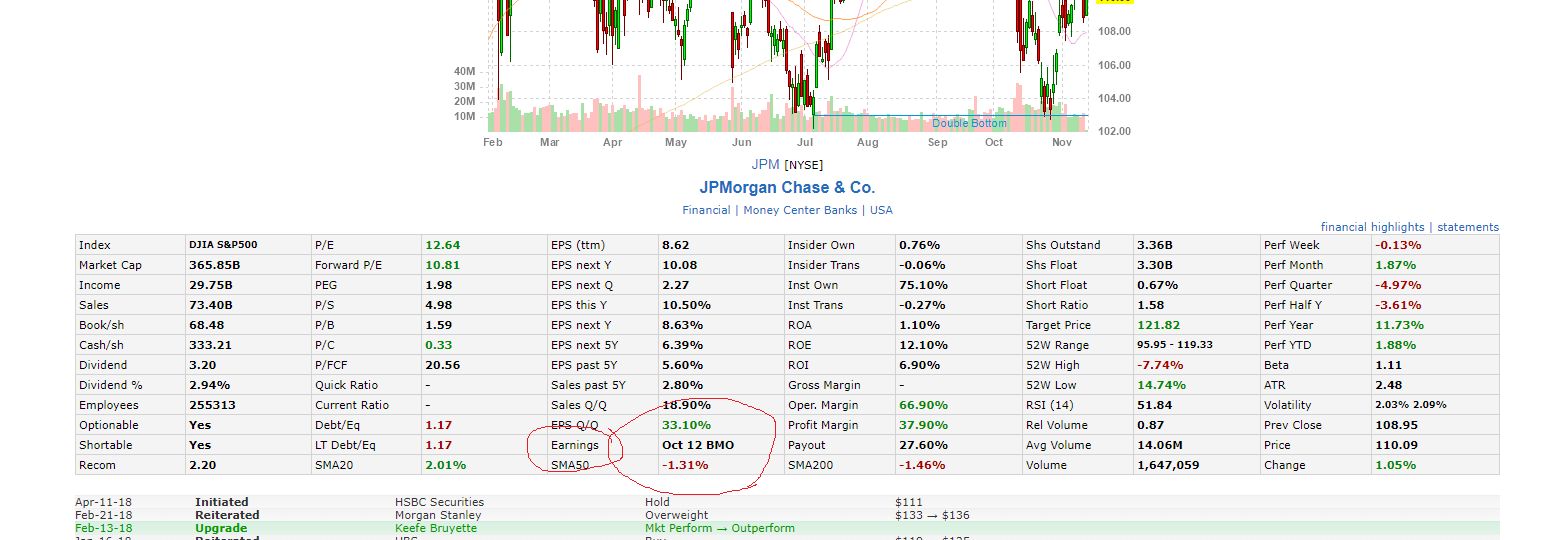 108.00
106.00
104.00
102.00
40M
30M
20M
10M
Double Bottom
Feb Mar Apr May Jun Jul Aug Sep Oct Nov
JPM [NYSE]
JPMorgan Chase & Co.
Financial | Money Center Banks | USA
financial highlights | statements
Index DJIA S&P500 P/E 12.64 EPS (ttm) 8.62 Insider Own 0.76% Shs Outstand 3.36B Perf Week -0.13%
Market Cap 365.85B Forward P/E 10.81 EPS next Y 10.08 Insider Trans -0.06% Shs Float 3.30B Perf Month 1.87%
Income 29.75B PEG 1.98 EPS next Q 2.27 Inst Own 75.10% Short Float 0.67% Perf Quarter -4.97%
Sales 73.40B P/S 4.98 EPS this Y 10.50% Inst Trans -0.27% Short Ratio 1.58 Perf Half Y -3.61%
Book/sh 68.48 P/B 1.59 EPS next Y 8.63% ROA 1.10% Target Price 121.82 Perf Year 11.73%
Cash/sh 333.21 P/C 0.33 EPS next 5Y 6.39% ROE 12.10% 52W Range 95.95 - 119.33 Perf YTD 1.88%
Dividend 3.20 P/FCF 20.56 EPS past 5Y 5.60% ROI 6.90% 52W High -7.74% Beta 1.11
Dividend % 2.94% Quick Ratio - Sales past 5Y 2.80% Gross Margin - 52W Low 14.74% ATR 2.48
Employees 255313 Current Ratio - Sales Q/Q 18.90% Oper. Margin 66.90% RSI (14) 51.84 Volatility 2.03% 2.09%
Optionable Yes Debt/Eq 1.17 EPS Q/Q 33.10% Profit Margin 37.90% Rel Volume 0.87 Prev Close 108.95
Shortable Yes LT Debt/Eq 1.17 Earnings Oct 12 BMO Payout 27.60% Avg Volume 14.06M Price 110.09
Recom 2.20 SMA20 2.01% SMA50 -1.31% SMA200 -1.46% Volume 1,647,059 Change 1.05%
Apr-11-18 Initiated HSBC Securities Hold $111
Feb-21-18 Reiterated Morgan Stanley Overweight $133 → $136
Feb-13-18 Upgrade Keefe Bruyette Mkt Perform → Outperform